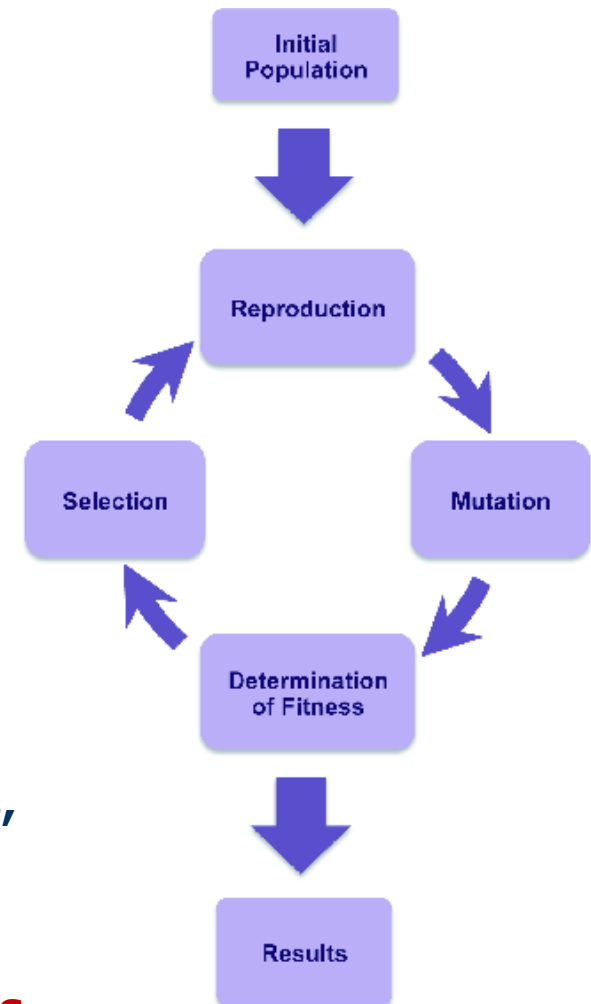 Initial
Population
Reproduction
Selection
Mutation
Determination
of Fitness
Results